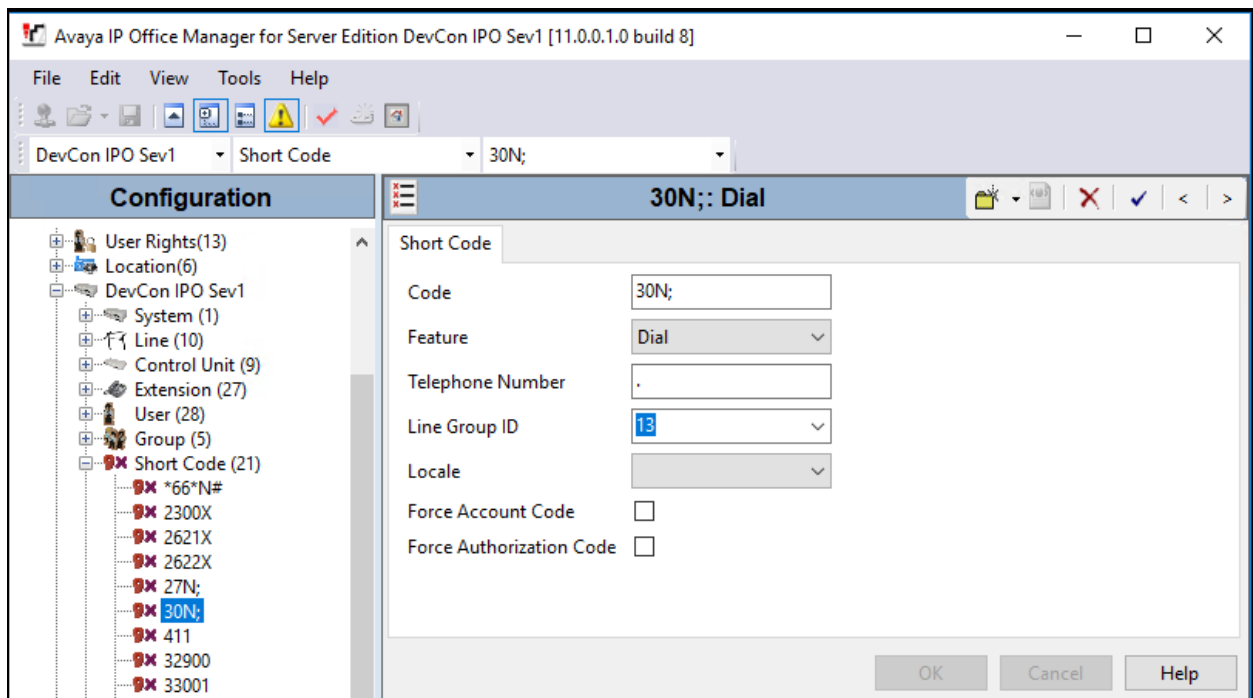 Avaya IP Office Manager for Server Edition DevCon IPO Sev1 [11.0.0.1.0 build 8]
File Edit View Tools Help
DevCon IPO Sev1 Short Code 30N;
Configuration
30N;: Dial
User Rights(13)
Location(6)
DevCon IPO Sev1
System (1)
Line (10)
Control Unit (9)
Extension (27)
User (28)
Group (5)
Short Code (21)
*66*N#
2300X
2621X
2622X
27N;
30N;
411
32900
33001
Short Code
Code 30N;
Feature Dial
Telephone Number .
Line Group ID 13
Locale
Force Account Code
Force Authorization Code
OK Cancel Help